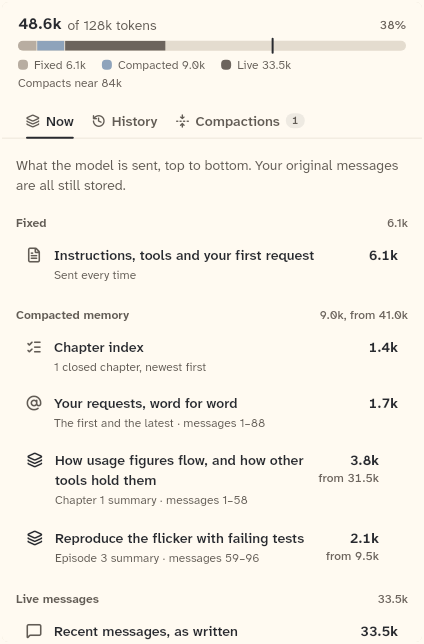 48.6k of 128k tokens 38%
Fixed 6.1k Compacted 9.0k Live 33.5k
Compacts near 84k
Now History Compactions 1
What the model is sent, top to bottom. Your original messages
are all still stored.
Fixed 6.1k
Instructions, tools and your first request 6.1k
Sent every time
Compacted memory 9.0k, from 41.0k
Chapter index 1.4k
1 closed chapter, newest first
Your requests, word for word 1.7k
The first and the latest · messages 1–88
How usage figures flow, and how other 3.8k
tools hold them from 31.5k
Chapter 1 summary · messages 1–58
Reproduce the flicker with failing tests 2.1k
Episode 3 summary · messages 59–96 from 9.5k
Live messages 33.5k
Recent messages, as written 33.5k